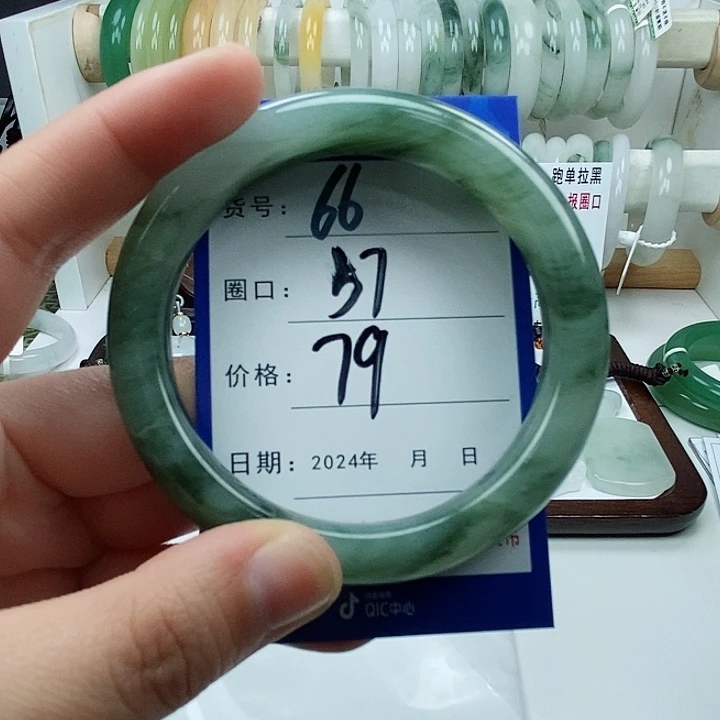 跑单拉黑
报圈口
货号： 66
圈口： 57
价格： 79
日期： 2024年 月 日
QIC中心